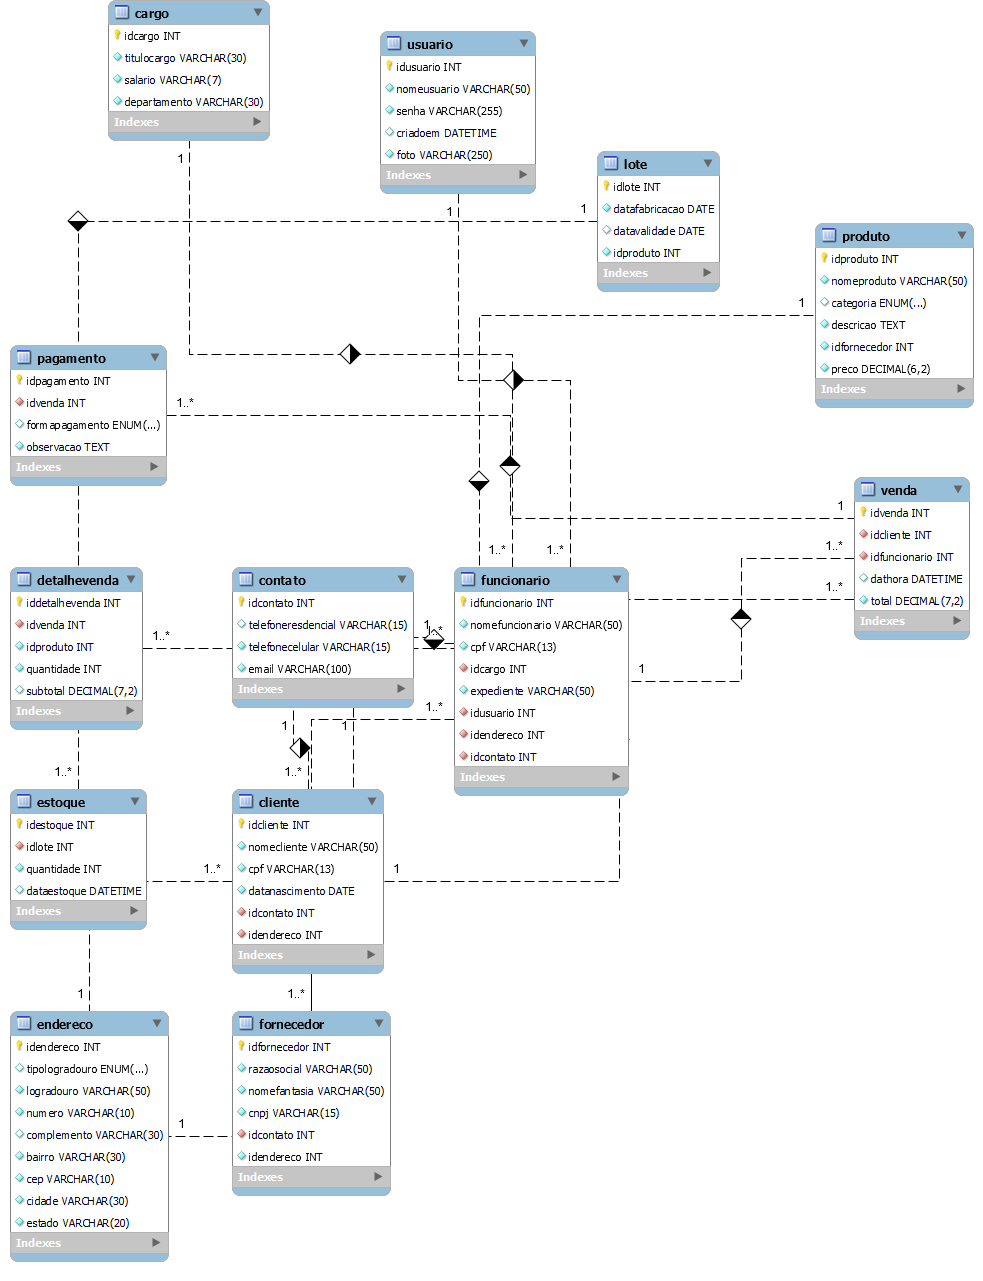 cargo
idcargo INT
titulocargo VARCHAR(30)
salario VARCHAR(7)
departamento VARCHAR(30)
Indexes
1
usuario
idusuario INT
nomeusuario VARCHAR(50)
senha VARCHAR(255)
criadoem DATETIME
foto VARCHAR(250)
Indexes
1
lote
idlote INT
datafabricacao DATE
datavalidade DATE
idproduto INT
Indexes
1
produto
idproduto INT
nomeproduto VARCHAR(50)
categoria ENUM(...)
descricao TEXT
idfornecedor INT
preco DECIMAL(6,2)
Indexes
1
pagamento
idpagamento INT
idvenda INT
formapagamento ENUM(...)
observacao TEXT
Indexes
1..*
venda
idvenda INT
idcliente INT
idfuncionario INT
dathora DATETIME
total DECIMAL(7,2)
Indexes
1
1..*
1..*
detalhevenda
iddetalhevenda INT
idvenda INT
idproduto INT
quantidade INT
subtotal DECIMAL(7,2)
Indexes
1..*
contato
idcontato INT
telefoneresdencial VARCHAR(15)
telefonecelular VARCHAR(15)
email VARCHAR(100)
Indexes
1..*
1
1
1..*
1..*
funcionario
idfuncionario INT
nomefuncionario VARCHAR(50)
cpf VARCHAR(13)
idcargo INT
expediente VARCHAR(50)
idusuario INT
idendereco INT
idcontato INT
Indexes
1
1..*
1..*
estoque
idestoque INT
idlote INT
quantidade INT
dataestoque DATETIME
Indexes
1..*
1..*
cliente
idcliente INT
nomecliente VARCHAR(50)
cpf VARCHAR(13)
datanascimento DATE
idcontato INT
idendereco INT
Indexes
1
1
endereco
idendereco INT
tipologradouro ENUM(...)
logradouro VARCHAR(50)
numero VARCHAR(10)
complemento VARCHAR(30)
bairro VARCHAR(30)
cep VARCHAR(10)
cidade VARCHAR(30)
estado VARCHAR(20)
Indexes
1
1..*
fornecedor
idfornecedor INT
razaosocial VARCHAR(50)
nomefantasia VARCHAR(50)
cnpj VARCHAR(15)
idcontato INT
idendereco INT
Indexes